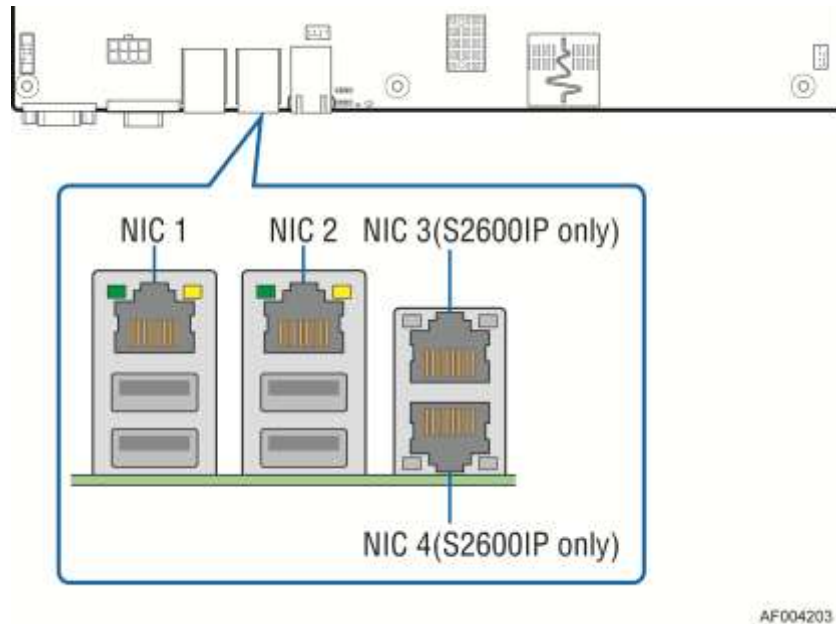 NIC 1
NIC 2
NIC 3(S2600IP only)
NIC 4(S2600IP only)
AF004203